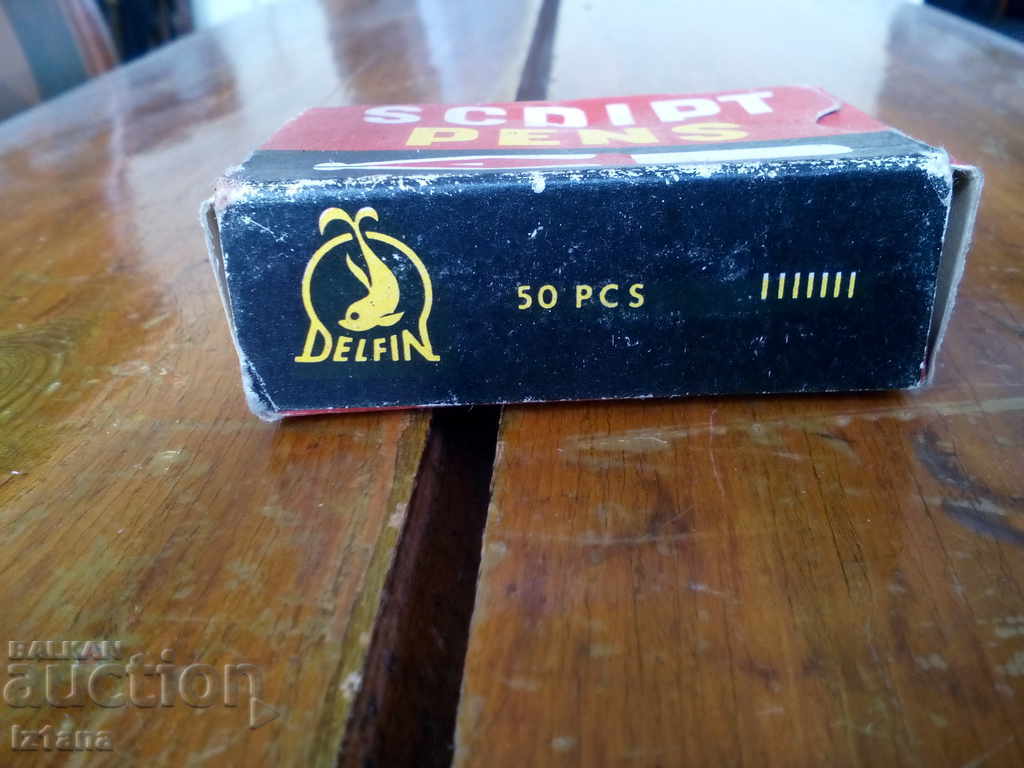 SCRIPT
PENS
DELFIN
50 PCS
BALKAN
auction
Iztana